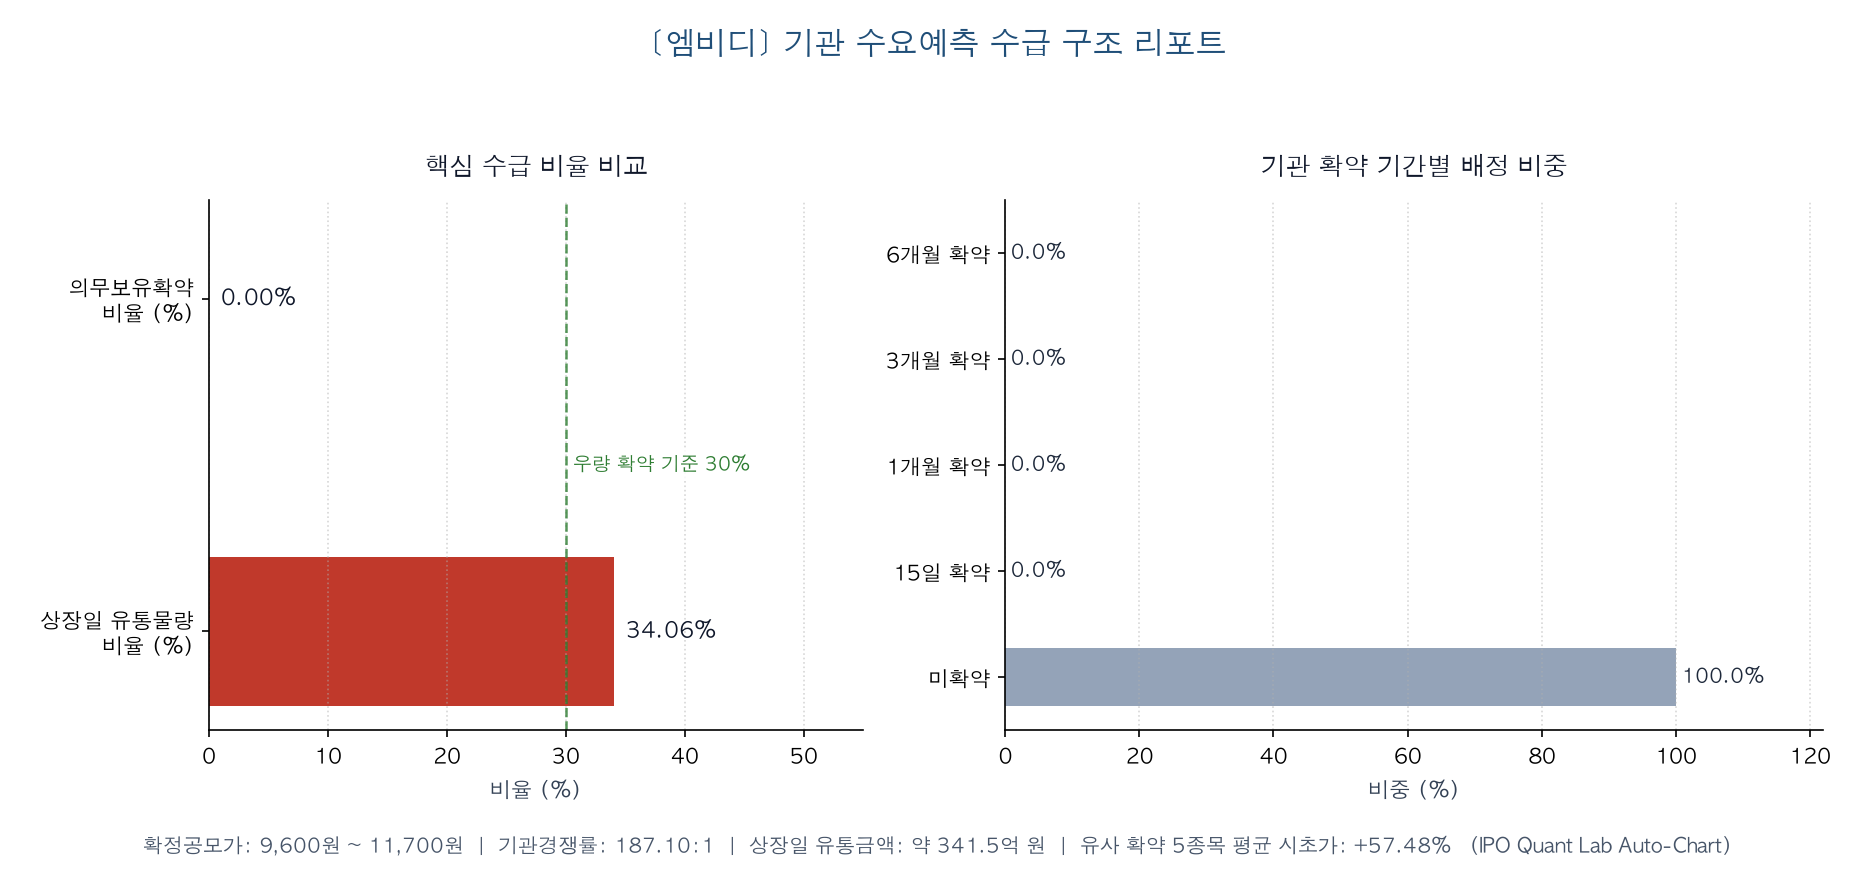 〔엠비디〕 기관 수요예측 수급 구조 리포트
핵심 수급 비율 비교
의무보유확약
비율 (%)
0.00%
우량 확약 기준 30%
상장일 유통물량
비율 (%)
34.06%
0 10 20 30 40 50
비율 (%)
기관 확약 기간별 배정 비중
6개월 확약 0.0%
3개월 확약 0.0%
1개월 확약 0.0%
15일 확약 0.0%
미확약 100.0%
0 20 40 60 80 100 120
비중 (%)
확정공모가: 9,600원 ~ 11,700원 | 기관경쟁률: 187.10:1 | 상장일 유통금액: 약 341.5억 원 | 유사 확약 5종목 평균 시초가: +57.48% (IPO Quant Lab Auto-Chart)